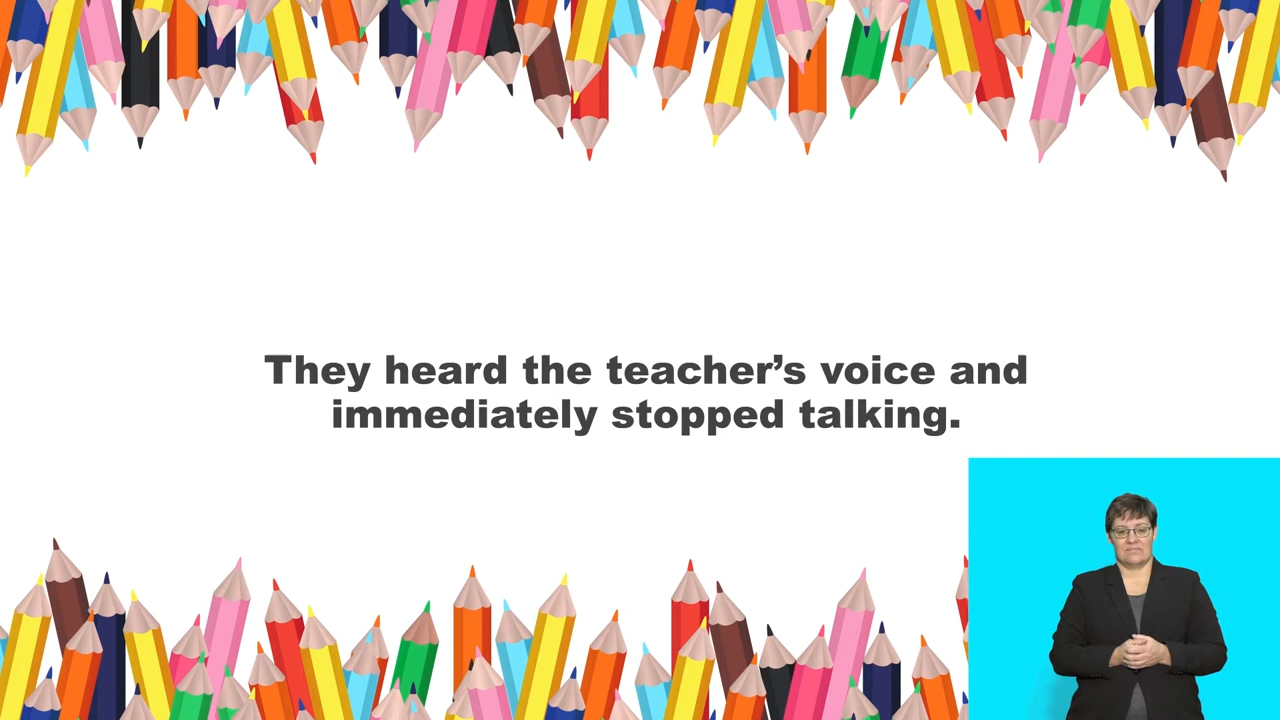 They heard the teacher’s voice and
immediately stopped talking.